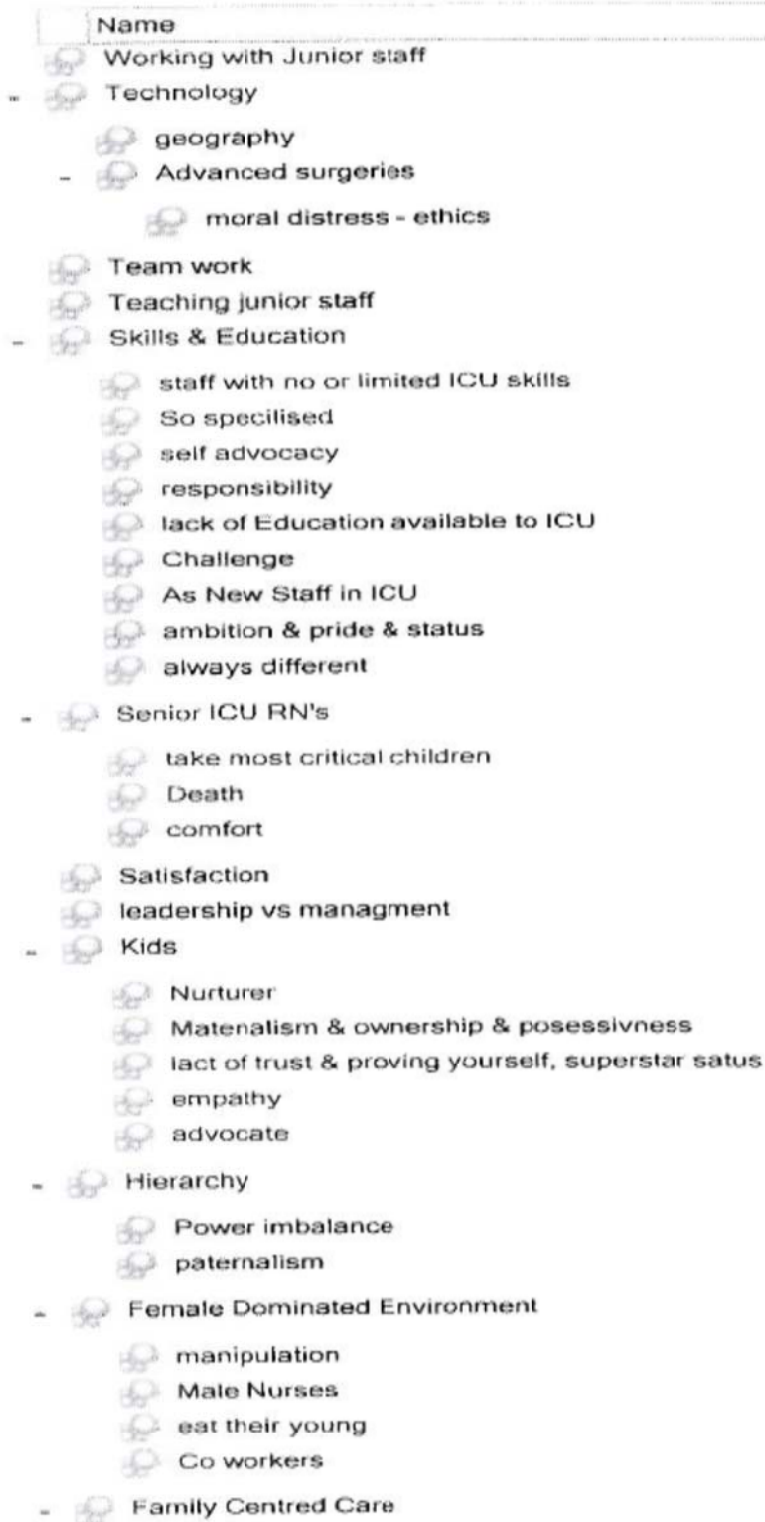 Name
Working with Junior staff
Technology
geography
Advanced surgeries
moral distress - ethics
Team work
Teaching junior staff
Skills & Education
staff with no or limited ICU skills
So specilised
self advocacy
responsibility
lack of Education available to ICU
Challenge
As New Staff in ICU
ambition & pride & status
always different
Senior ICU RN's
take most critical children
Death
comfort
Satisfaction
leadership vs managment
Kids
Nurturer
Matenalism & ownership & posessivness
lact of trust & proving yourself, superstar satus
empathy
advocate
Hierarchy
Power imbalance
paternalism
Female Dominated Environment
manipulation
Male Nurses
eat their young
Co workers
Family Centred Care